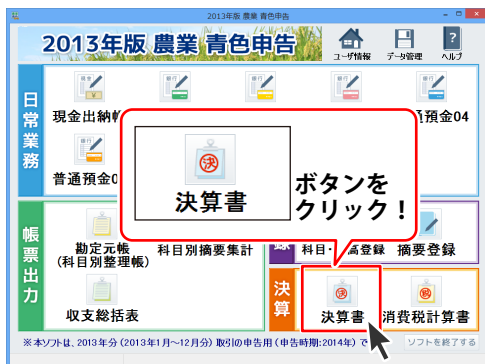 2013年版 農業 青色申告
2013年版 農業 青色申告
ユーザ情報
データ管理
ヘルプ
日常業務
現金出納帳
預金04
普通預金0
決算書
ボタンを
クリック！
帳票出力
勘定元帳
(科目別整理帳)
科目別摘要集計
収支総括表
録
科目・
高登録
摘要登録
決算
決算書
消費税計算書
※本ソフトは、2013年分(2013年1月～12月分)取引の申告用(申告時期:2014年)で
ソフトを終了する